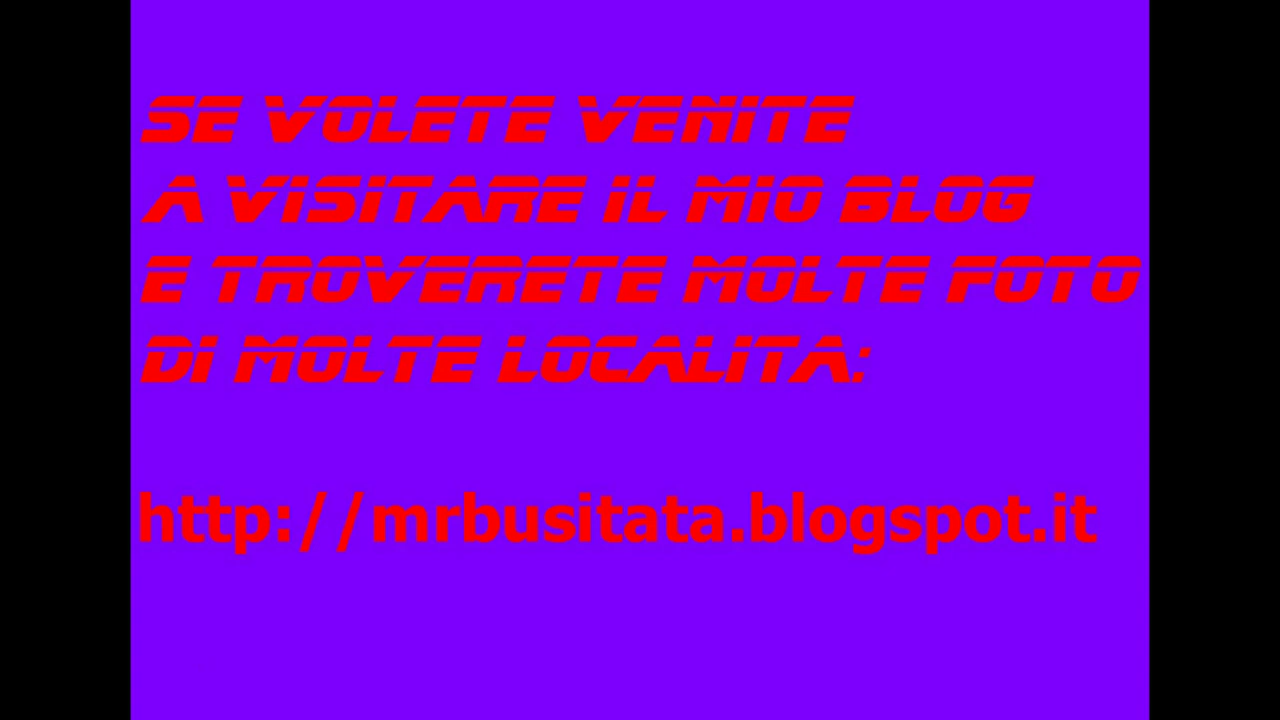 SE VOLETE VENITE
A VISITARE IL MIO BLOG
E TROVERETE MOLTE FOTO
DI MOLTE LOCALITA:
http://mrbusitata.blogspot.it